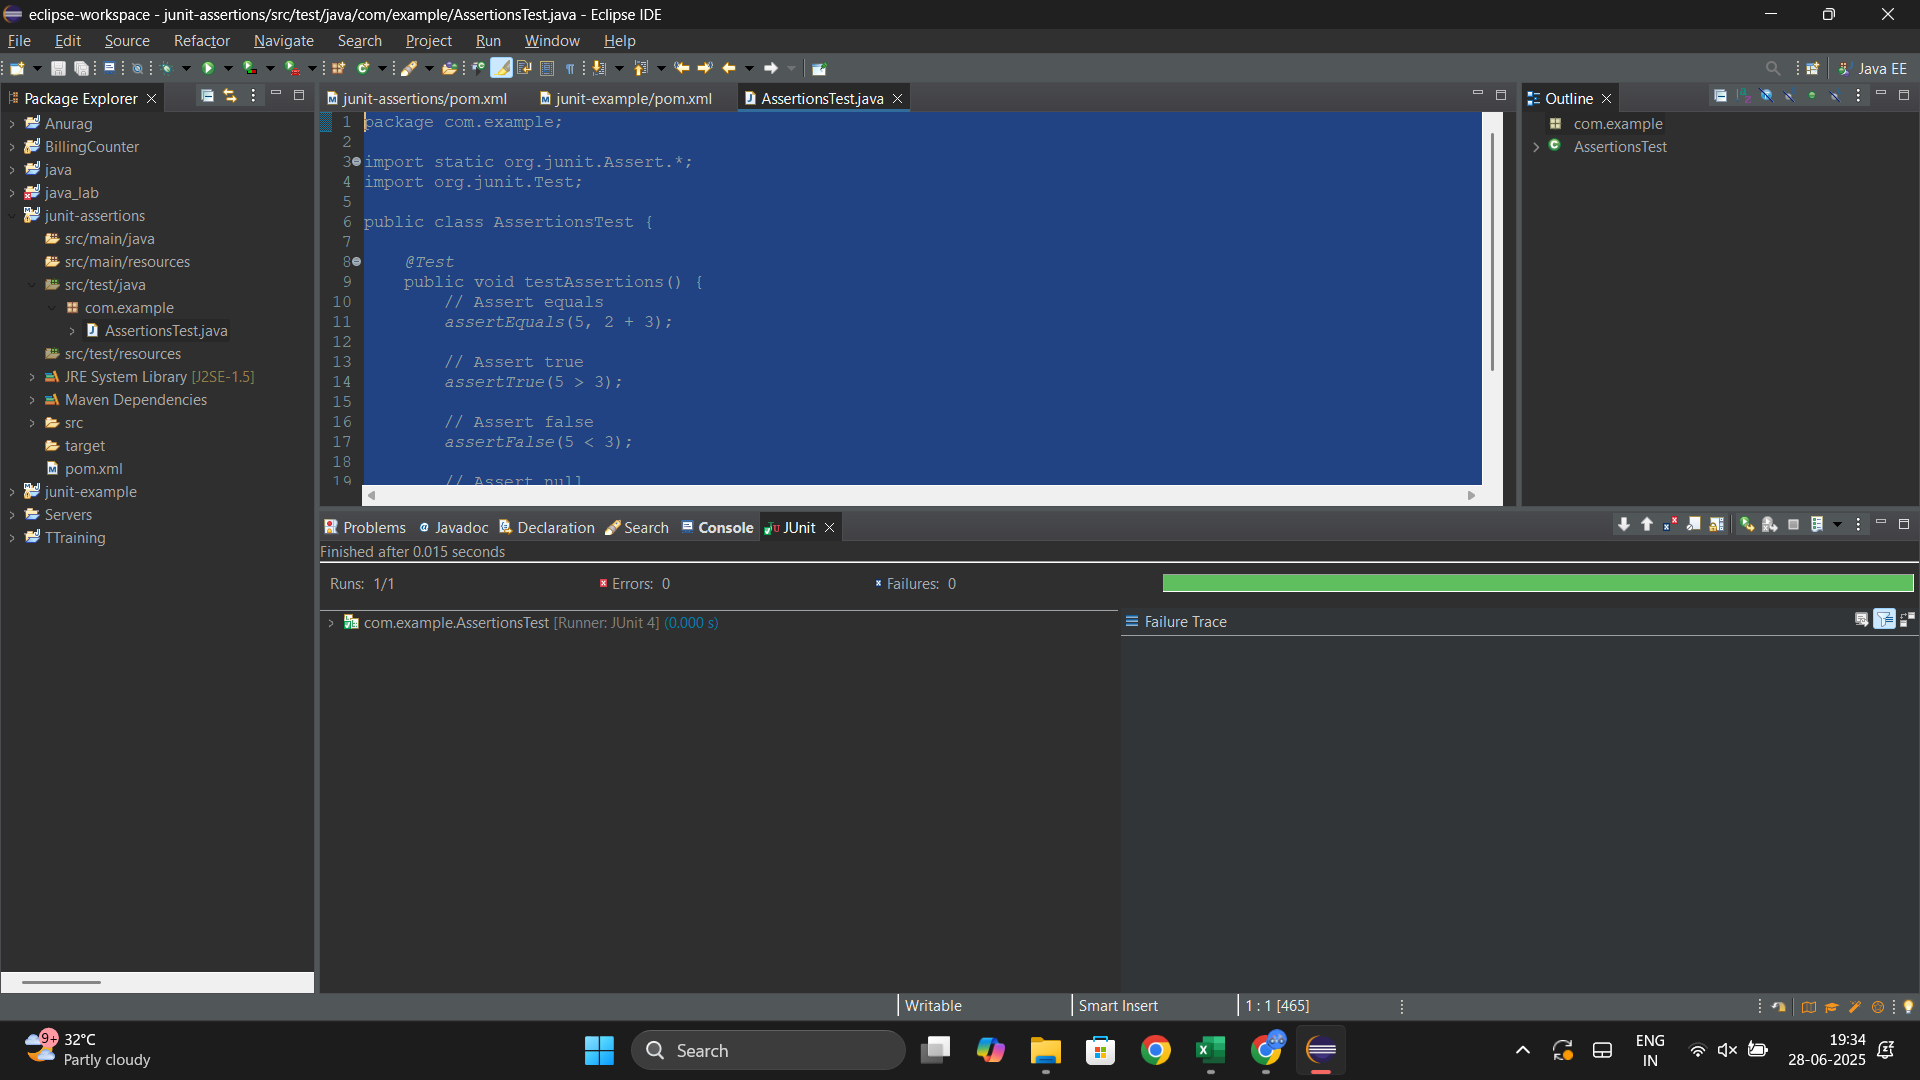 eclipse-workspace - junit-assertions/src/test/java/com/example/AssertionsTest.java - Eclipse IDE
File Edit Source Refactor Navigate Search Project Run Window Help
Java EE
Package Explorer
Anurag
BillingCounter
java
java_lab
junit-assertions
src/main/java
src/main/resources
src/test/java
com.example
AssertionsTest.java
src/test/resources
JRE System Library [J2SE-1.5]
Maven Dependencies
src
target
pom.xml
junit-example
Servers
TTraining
junit-assertions/pom.xml junit-example/pom.xml AssertionsTest.java
1 package com.example;
2
3 import static org.junit.Assert.*;
4 import org.junit.Test;
5
6 public class AssertionsTest {
7
8 @Test
9 public void testAssertions() {
10 // Assert equals
11 assertEquals(5, 2 + 3);
12
13 // Assert true
14 assertTrue(5 > 3);
15
16 // Assert false
17 assertFalse(5 < 3);
18
19 // Assert null
Outline
com.example
AssertionsTest
Problems Javadoc Declaration Search Console JUnit
Finished after 0.015 seconds
Runs: 1/1 Errors: 0 Failures: 0
com.example.AssertionsTest [Runner: JUnit 4] (0.000 s)
Failure Trace
Writable Smart Insert 1 : 1 [465]
9+ 32°C
Partly cloudy
Search
ENG
IN
19:34
28-06-2025